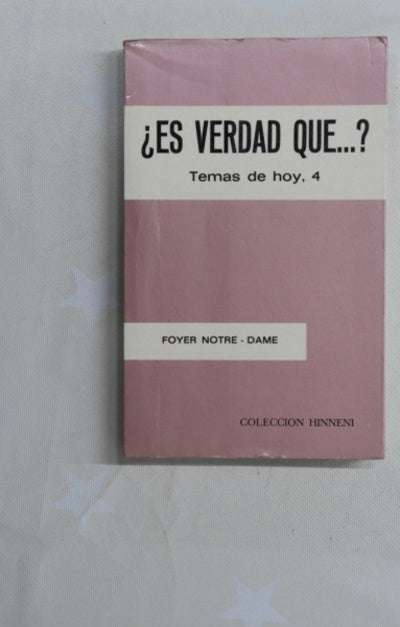 ¿ES VERDAD QUE...?
Temas de hoy, 4
FOYER NOTRE - DAME
COLECCION HINNENI